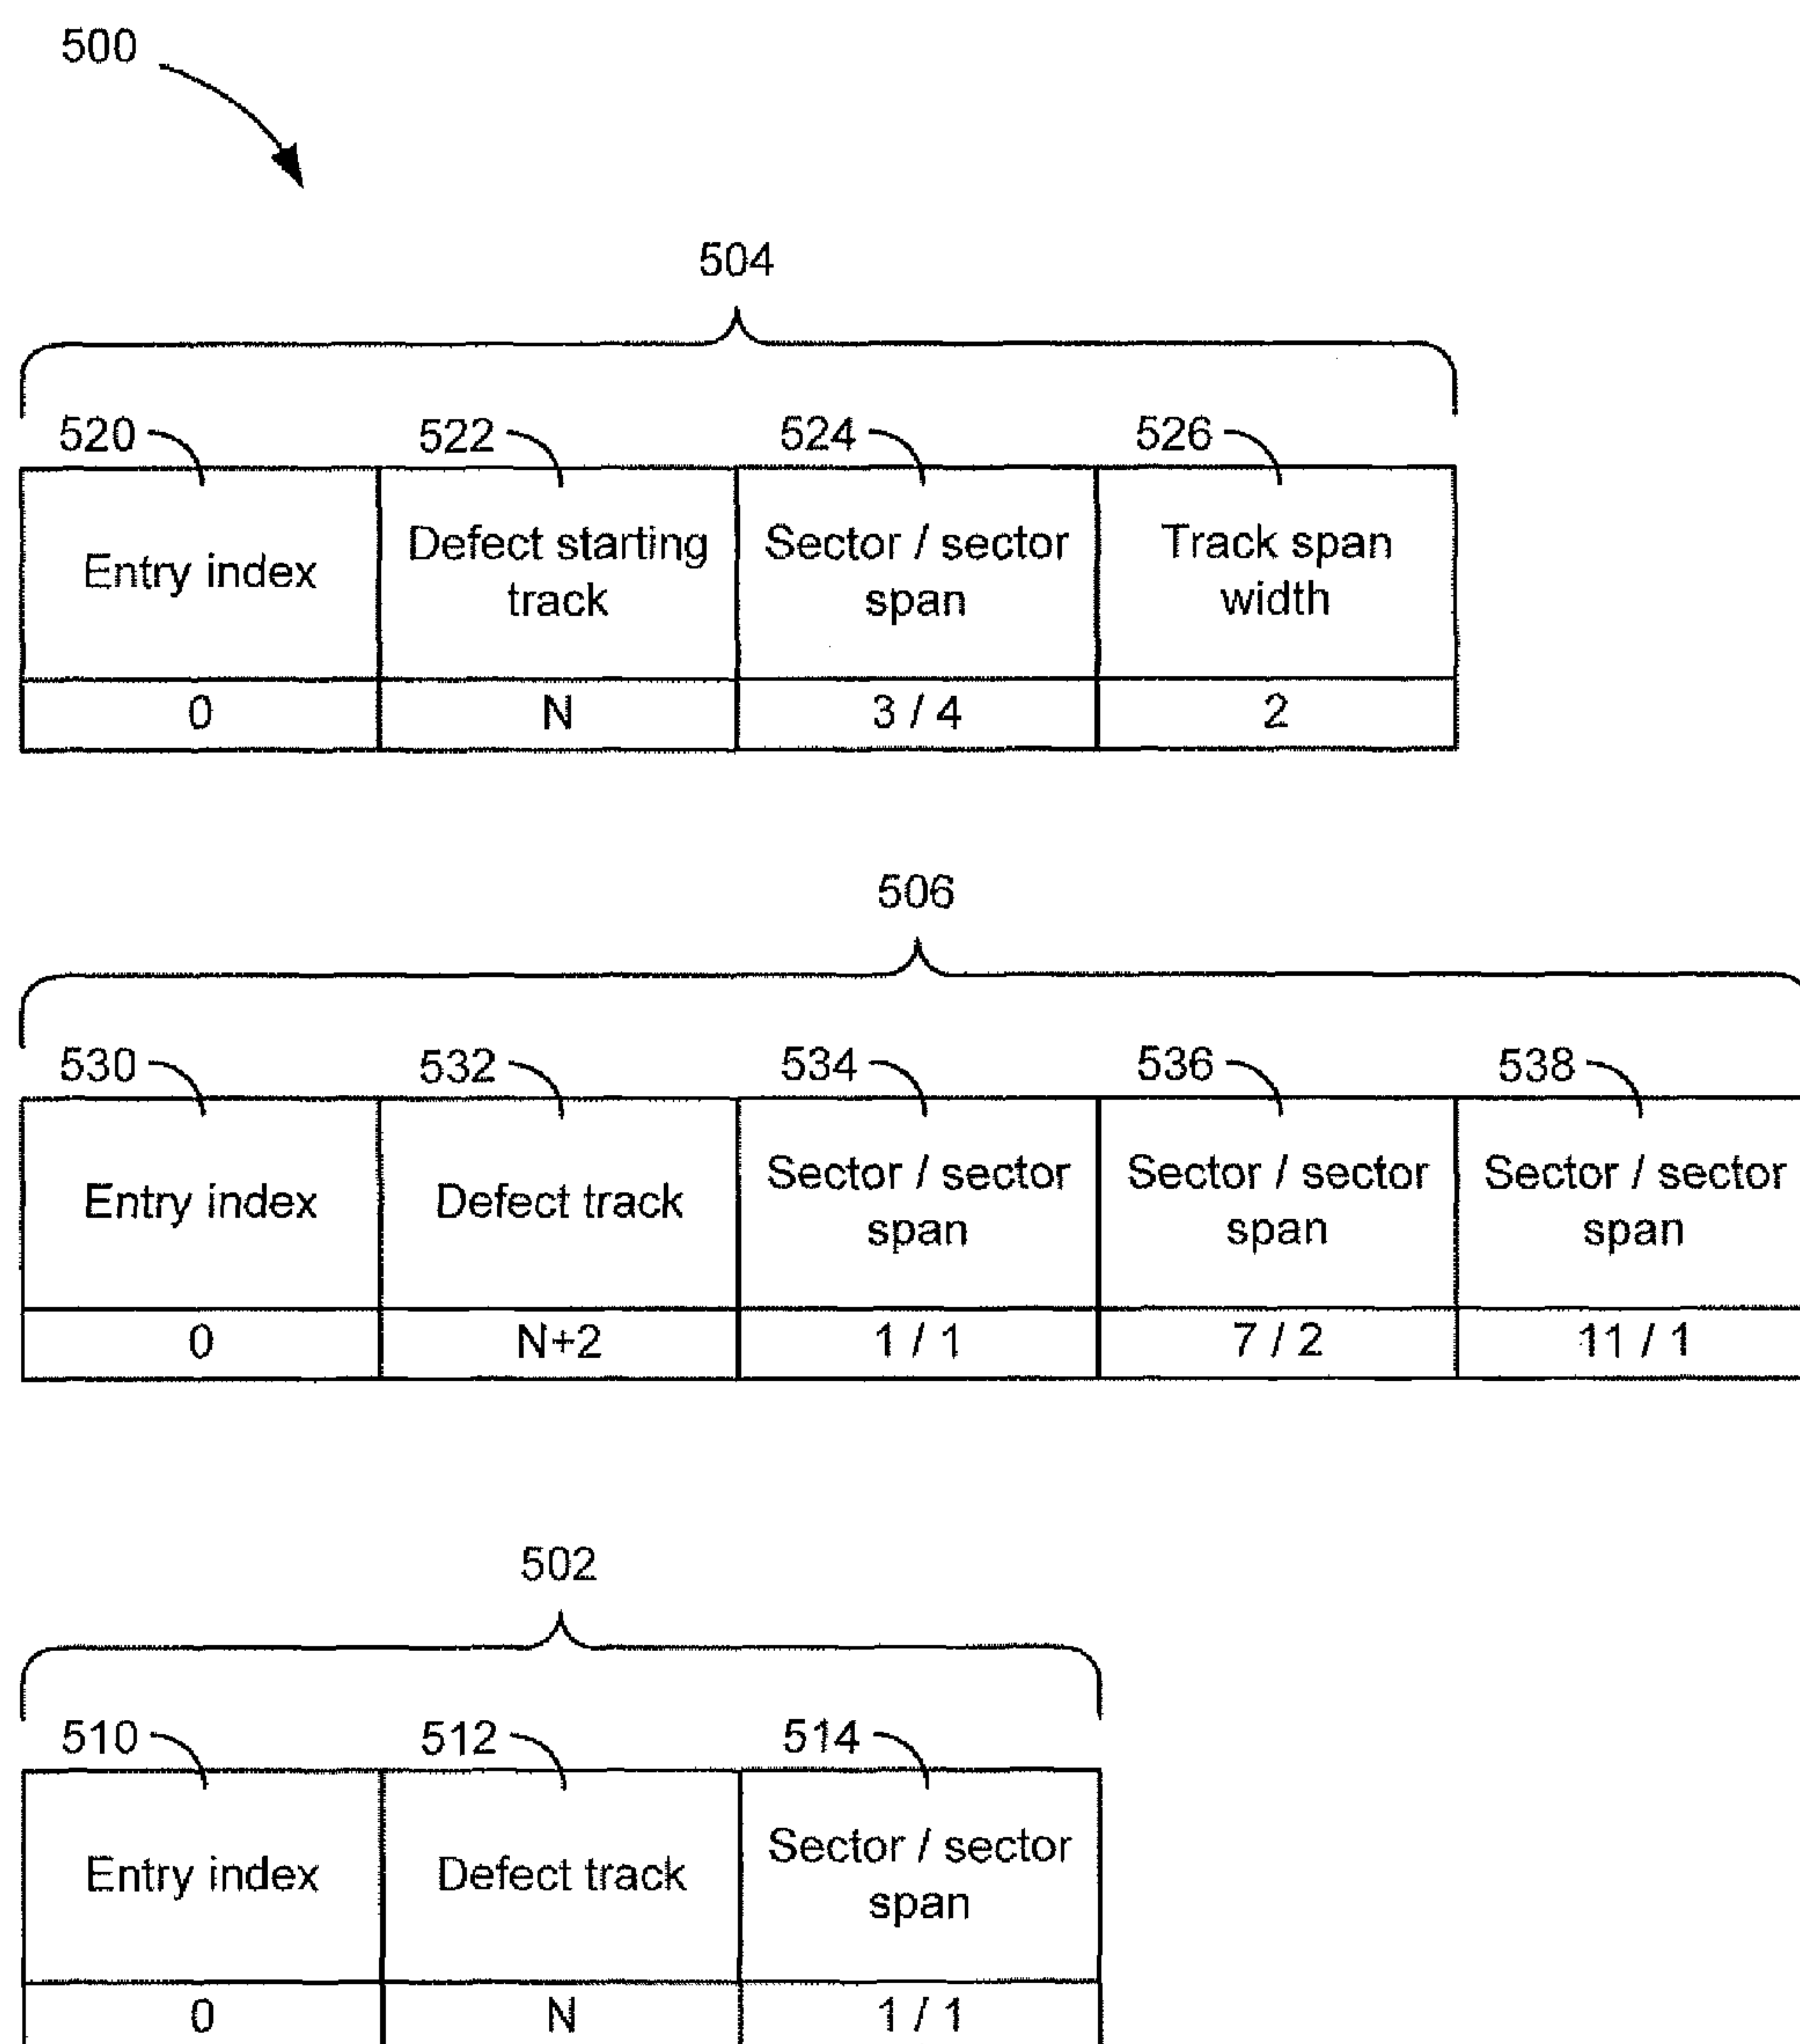 500
504
520 522 524 526
Entry index Defect starting track Sector / sector span Track span width
0 N 3 / 4 2
506
530 532 534 536 538
Entry index Defect track Sector / sector span Sector / sector span Sector / sector span
0 N+2 1 / 1 7 / 2 11 / 1
502
510 512 514
Entry index Defect track Sector / sector span
0 N 1 / 1